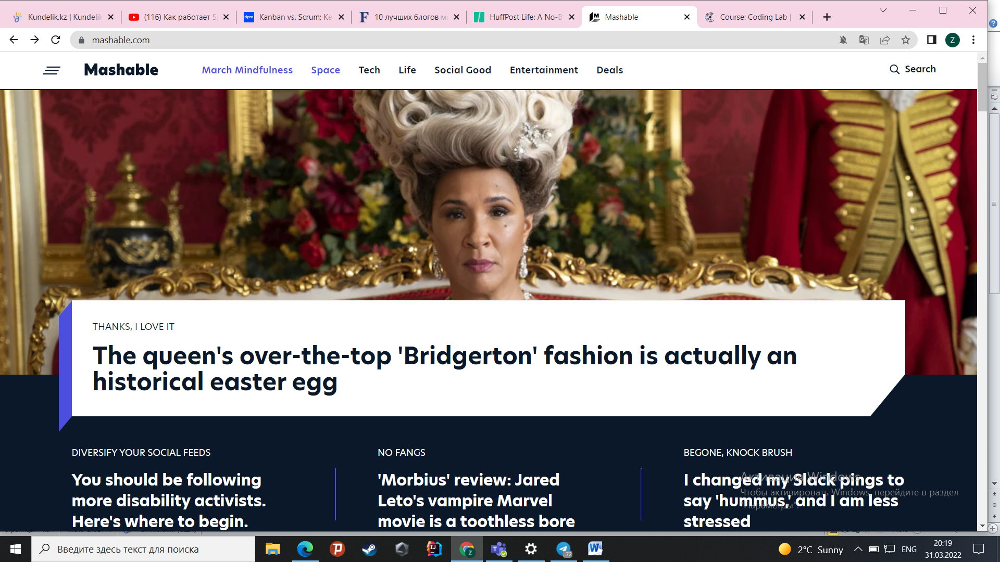 Kundelik.kz | Kundelik
(116) Как работает S
dpm
Kanban vs. Scrum: Ke
F
10 лучших блогов м
HuffPost Life: A No-B
Mashable
Course: Coding Lab |
mashable.com
Z
Mashable
March Mindfulness
Space
Tech
Life
Social Good
Entertainment
Deals
Search
THANKS, I LOVE IT
The queen's over-the-top 'Bridgerton' fashion is actually an
historical easter egg
DIVERSIFY YOUR SOCIAL FEEDS
You should be following
more disability activists.
Here's where to begin.
NO FANGS
'Morbius' review: Jared
Leto's vampire Marvel
movie is a toothless bore
BEGONE, KNOCK BRUSH
I changed my Slack pings to
say 'hummus,' and I am less
stressed
Активация Windows
Чтобы активировать Windows, перейдите в раздел
"Параметры".
Введите здесь текст для поиска
2°C Sunny
ENG
20:19
31.03.2022